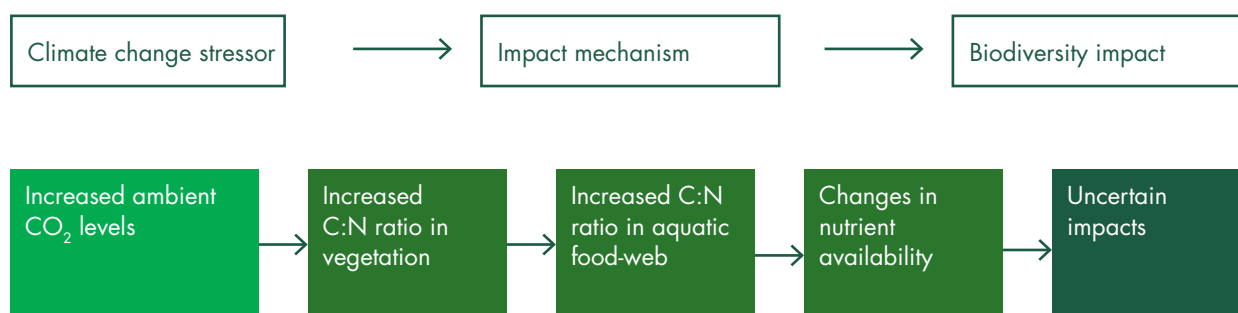 Climate change stressor
Impact mechanism
Biodiversity impact
Increased ambient
CO₂ levels
Increased
C:N ratio in
vegetation
Increased C:N
ratio in aquatic
food-web
Changes in
nutrient
availability
Uncertain
impacts